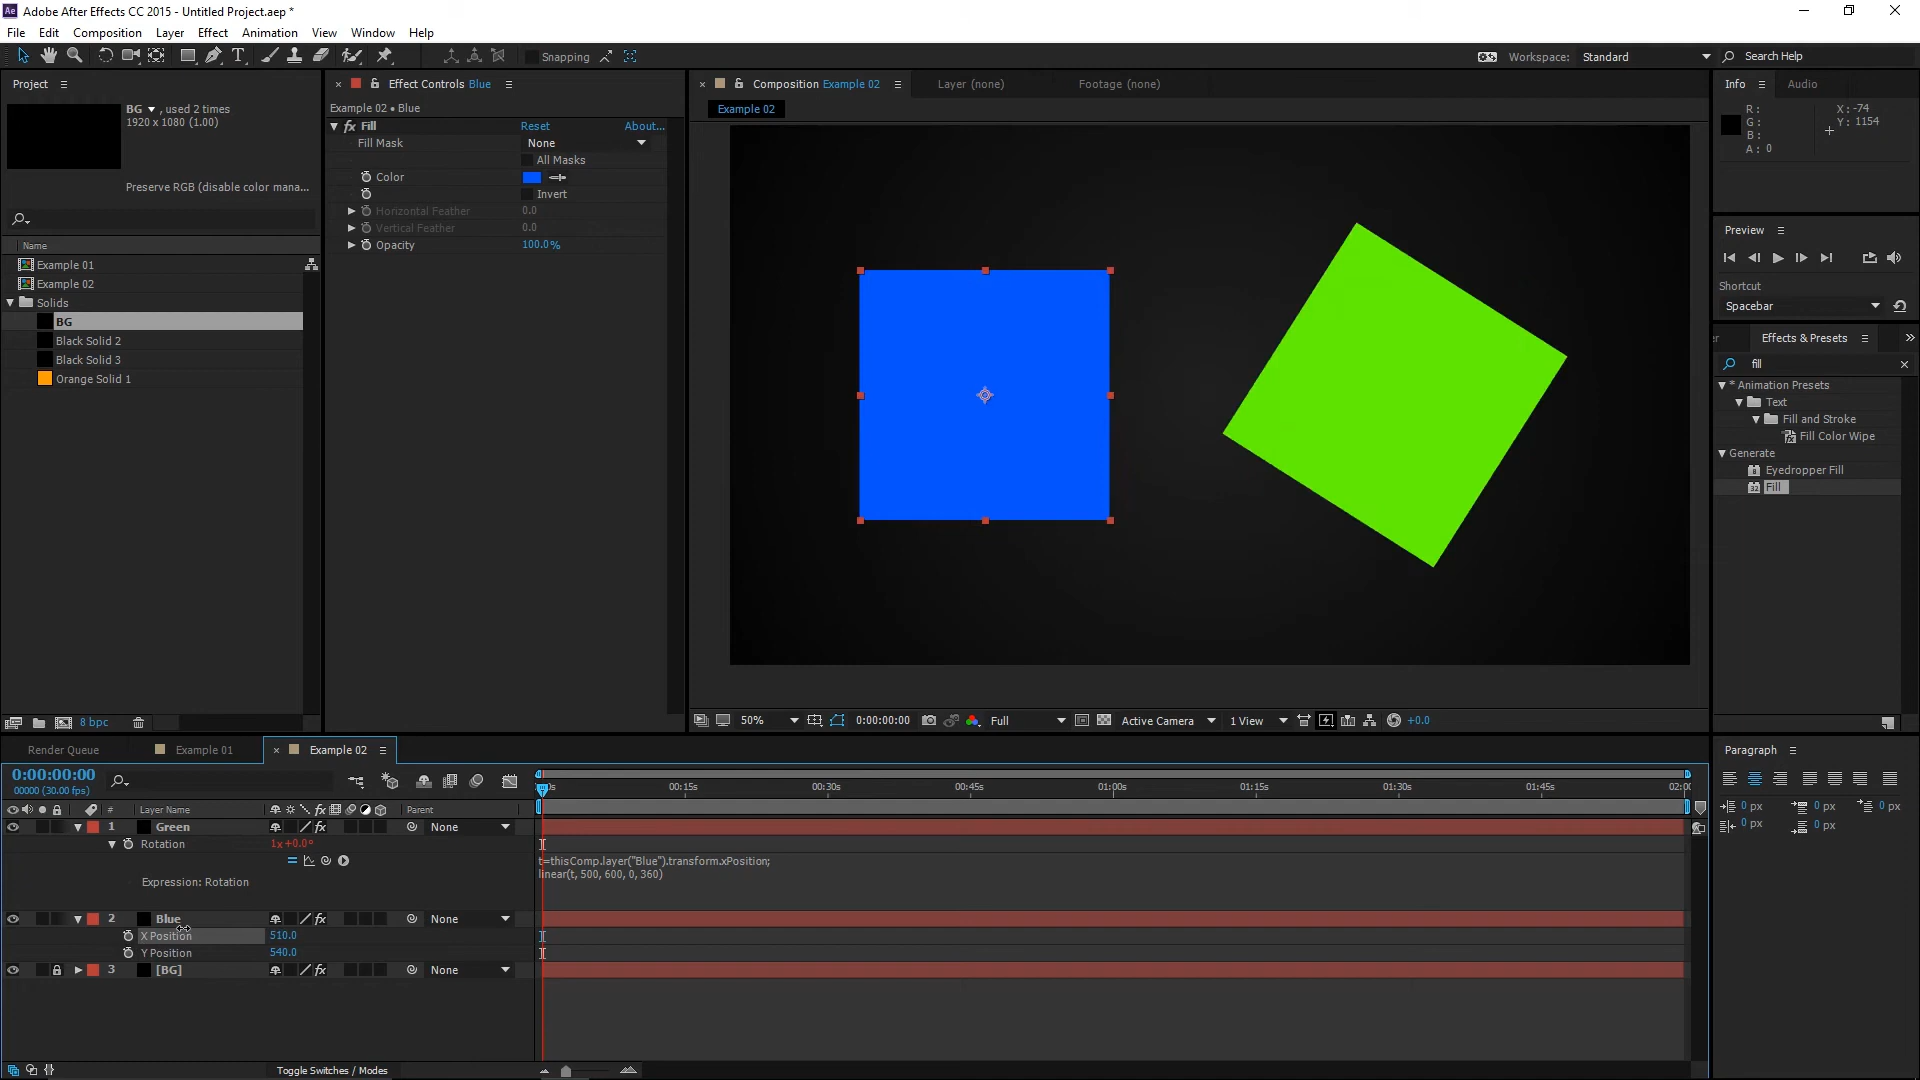 Adobe After Effects CC 2015 - Untitled Project.aep *
File Edit Composition Layer Effect Animation View Window Help
Snapping
Workspace: Standard
Search Help
Project
BG , used 2 times
1920 x 1080 (1.00)
Preserve RGB (disable color mana...
Name
Example 01
Example 02
Solids
BG
Black Solid 2
Black Solid 3
Orange Solid 1
8 bpc
Effect Controls Blue
Example 02 • Blue
fx Fill Reset About...
Fill Mask None
All Masks
Color
Invert
Horizontal Feather 0.0
Vertical Feather 0.0
Opacity 100.0%
Composition Example 02
Layer (none)
Footage (none)
Example 02
50% 0:00:00:00 Full Active Camera 1 View +0.0
Info Audio
R: X: -74
G: Y: 1154
B:
A: 0
Preview
Shortcut
Spacebar
Effects & Presets
fill
* Animation Presets
Text
Fill and Stroke
Fill Color Wipe
Generate
Eyedropper Fill
Fill
Render Queue Example 01 Example 02
0:00:00:00
00000 (30.00 fps)
00:15s 00:30s 00:45s 01:00s 01:15s 01:30s 01:45s
# Layer Name Parent
1 Green None
Rotation 1x+0.0°
t=thisComp.layer("Blue").transform.xPosition;
linear(t, 500, 600, 0, 360)
Expression: Rotation
2 Blue None
X Position 510.0
Y Position 540.0
3 [BG] None
Toggle Switches / Modes
Paragraph
0 px 0 px 0 px
0 px 0 px